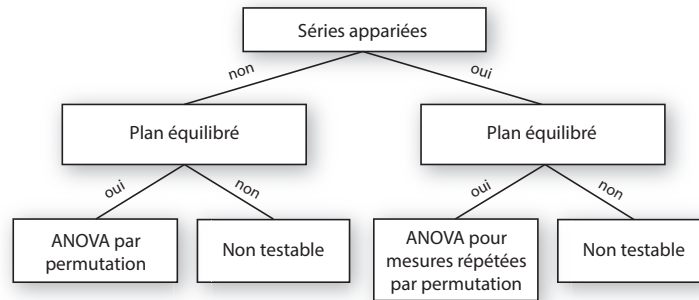 Séries appariées
non
oui
Plan équilibré
Plan équilibré
oui
non
oui
non
ANOVA par
permutation
Non testable
ANOVA pour
mesures répétées
par permutation
Non testable